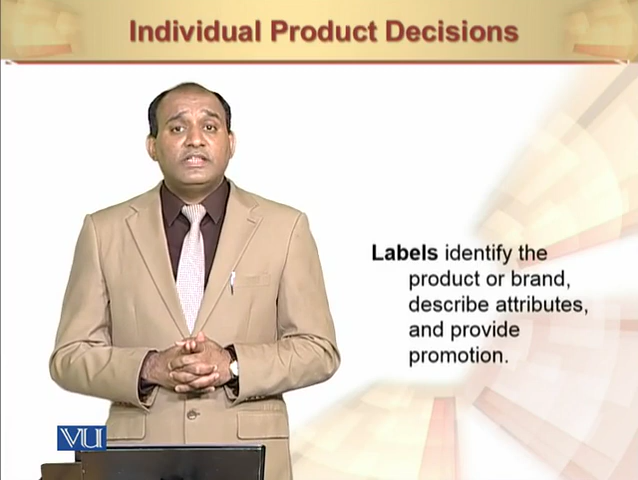 Individual Product Decisions
Labels identify the
product or brand,
describe attributes,
and provide
promotion.
VU